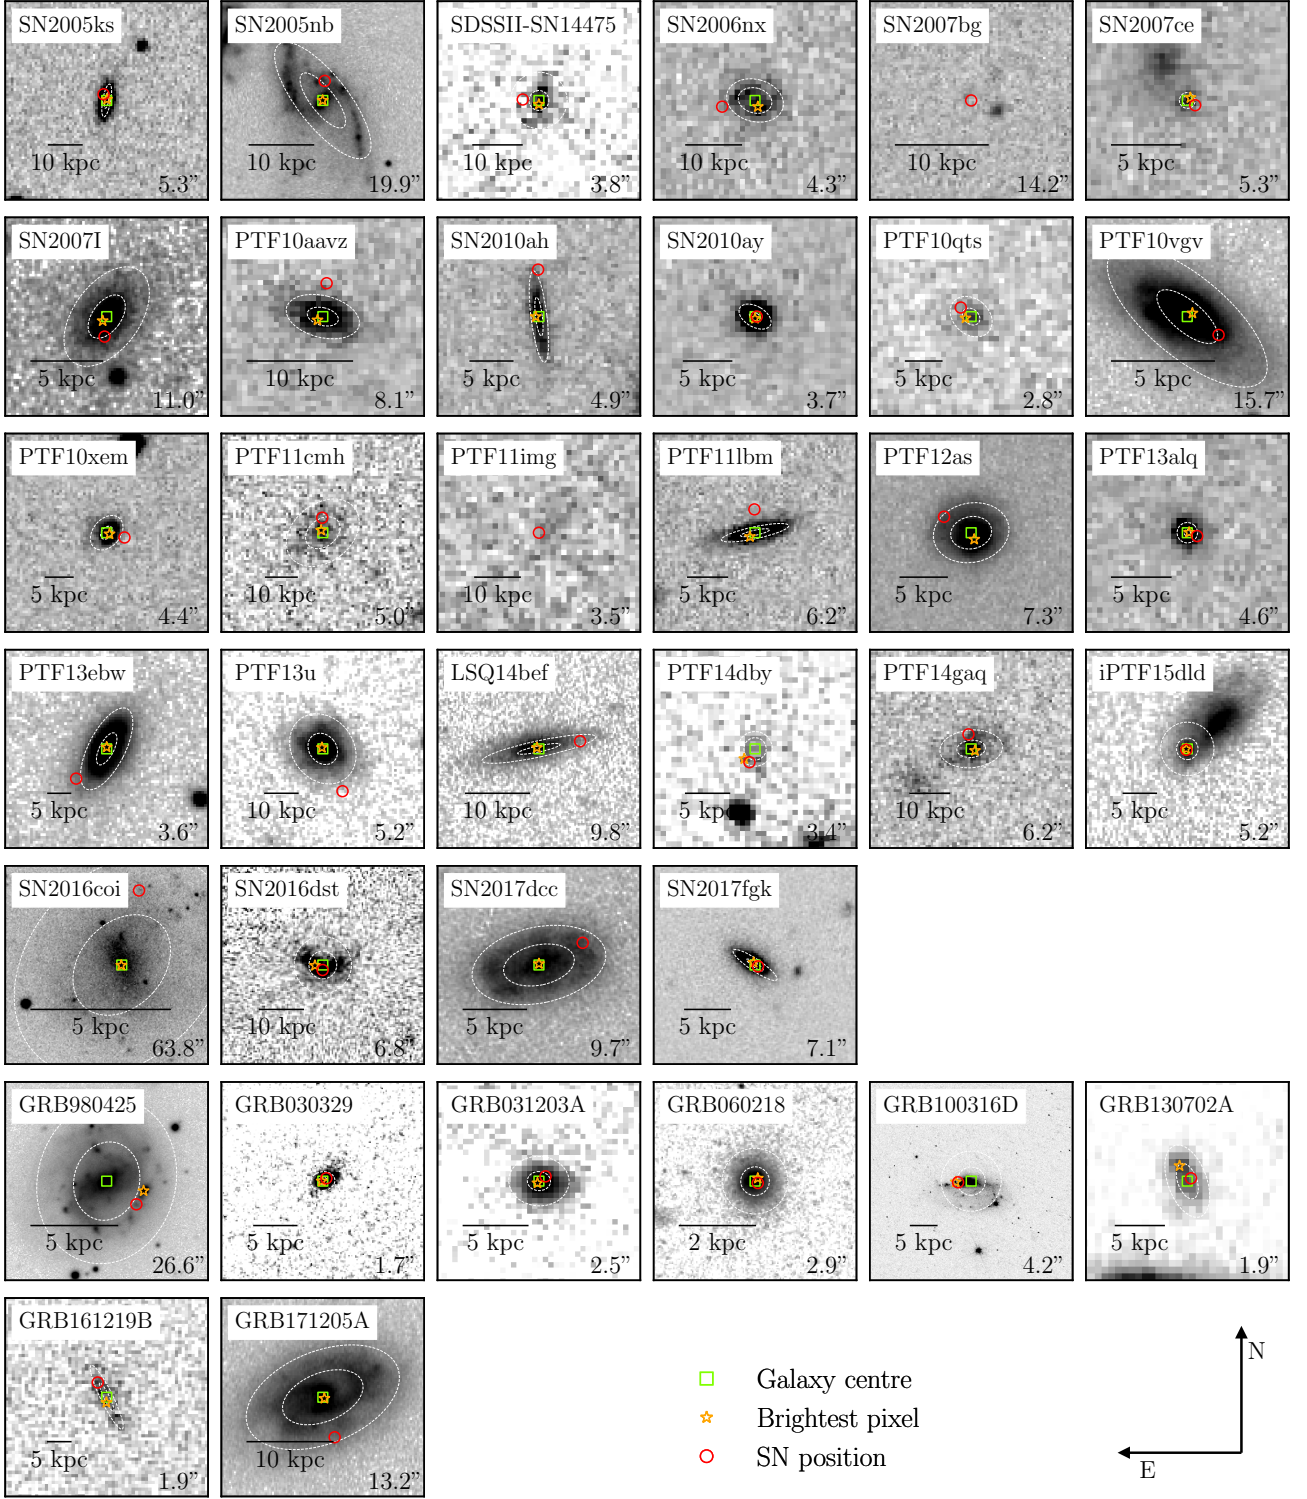 SN2005ks
10 kpc
5.3”
SN2005nb
10 kpc
19.9”
SDSSII-SN14475
10 kpc
3.8”
SN2006nx
10 kpc
4.3”
SN2007bg
10 kpc
14.2”
SN2007ce
5 kpc
5.3”
SN2007I
5 kpc
11.0”
PTF10aavz
10 kpc
8.1”
SN2010ah
5 kpc
4.9”
SN2010ay
5 kpc
3.7”
PTF10qts
5 kpc
2.8”
PTF10vgv
5 kpc
15.7”
PTF10xem
5 kpc
4.4”
PTF11cmh
10 kpc
5.0”
PTF11img
10 kpc
3.5”
PTF11lbm
5 kpc
6.2”
PTF12as
5 kpc
7.3”
PTF13alq
5 kpc
4.6”
PTF13ebw
5 kpc
3.6”
PTF13u
10 kpc
5.2”
LSQ14bef
10 kpc
9.8”
PTF14dby
5 kpc
3.4”
PTF14gaq
10 kpc
6.2”
iPTF15dld
5 kpc
5.2”
SN2016coi
5 kpc
63.8”
SN2016dst
10 kpc
6.8”
SN2017dcc
5 kpc
9.7”
SN2017fgk
5 kpc
7.1”
GRB980425
5 kpc
26.6”
GRB030329
5 kpc
1.7”
GRB031203A
5 kpc
2.5”
GRB060218
2 kpc
2.9”
GRB100316D
5 kpc
4.2”
GRB130702A
5 kpc
1.9”
GRB161219B
5 kpc
1.9”
GRB171205A
10 kpc
13.2”
Galaxy centre
Brightest pixel
SN position
N
E